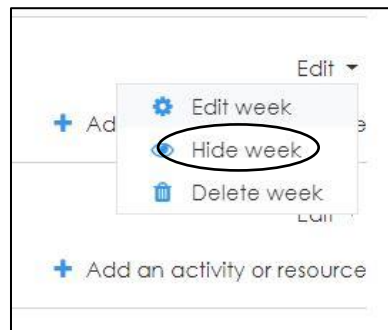 Edit
Edit week
Hide week
Delete week
Add an activity or resource